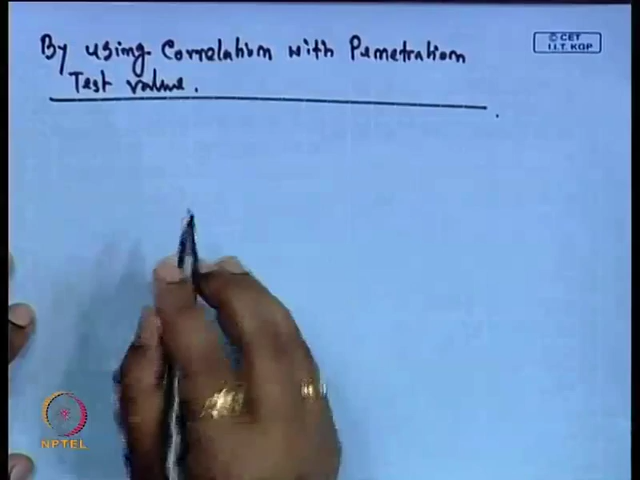 By using Correlation with Penetration
Test value.
© CET
I.I.T. KGP
NPTEL